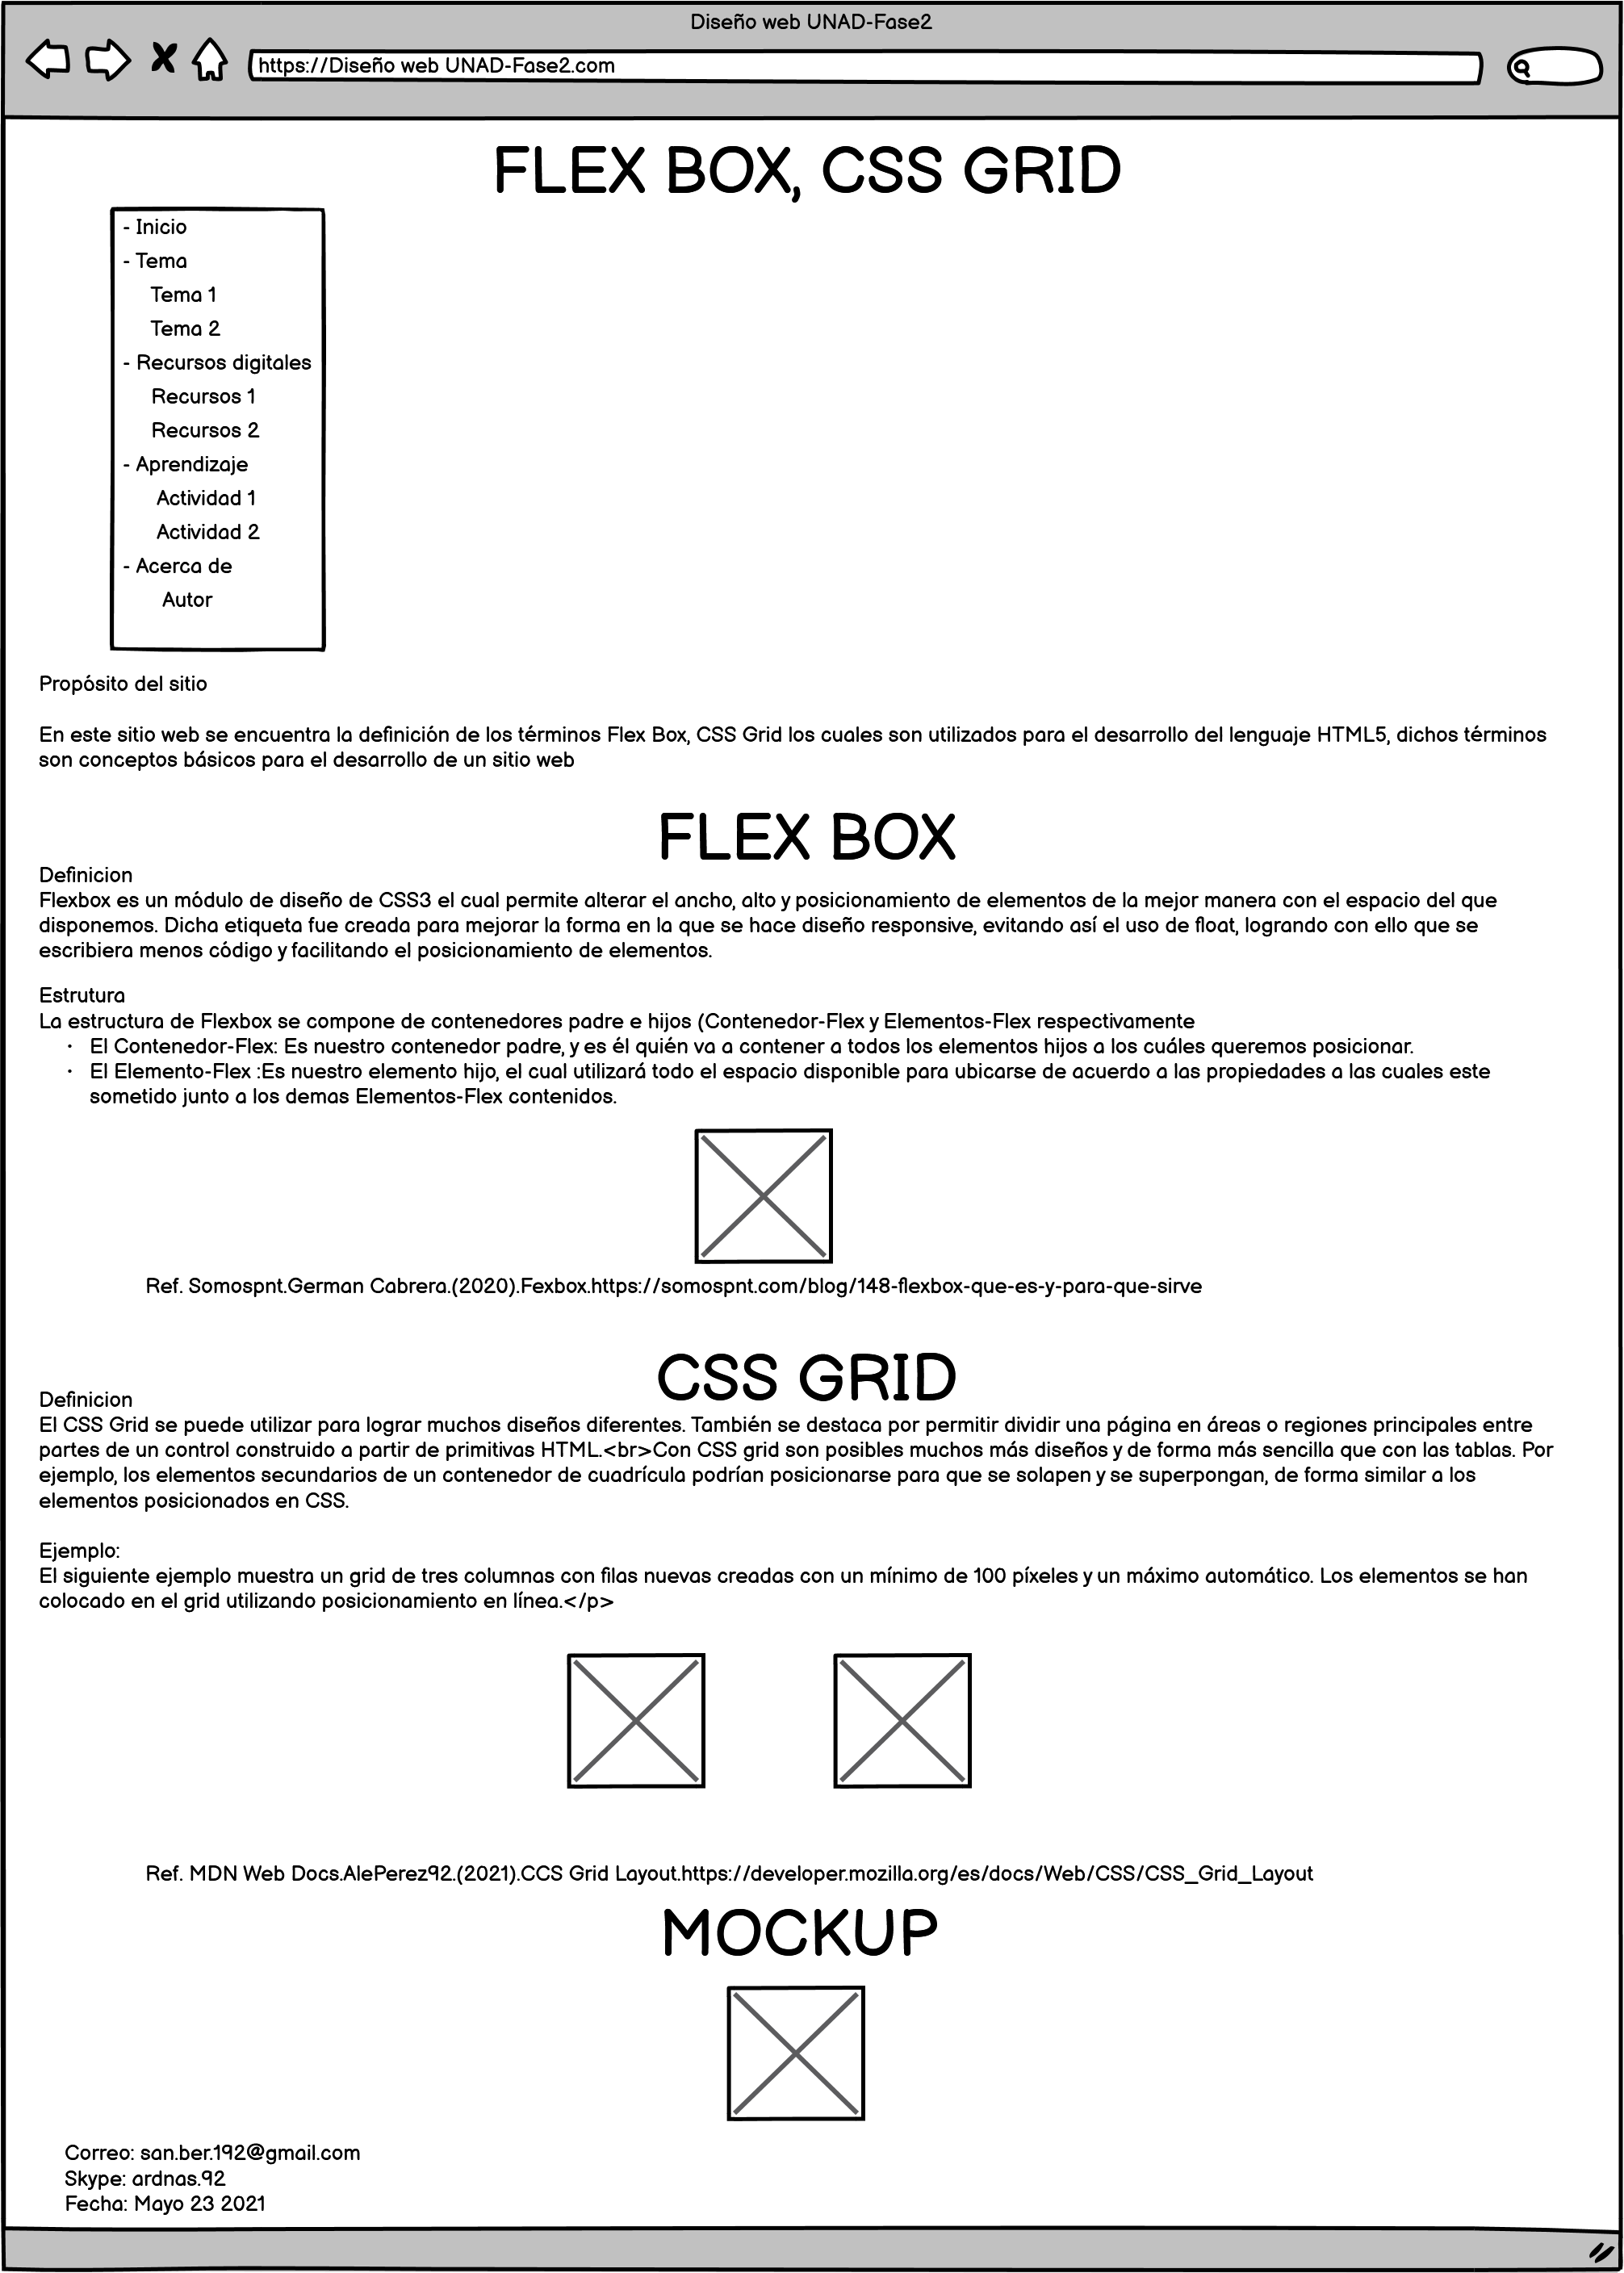 Diseño web UNAD-Fase2
https://Diseño web UNAD-Fase2.com
FLEX BOX, CSS GRID
- Inicio
- Tema
Tema 1
Tema 2
- Recursos digitales
Recursos 1
Recursos 2
- Aprendizaje
Actividad 1
Actividad 2
- Acerca de
Autor
Propósito del sitio
En este sitio web se encuentra la definición de los términos Flex Box, CSS Grid los cuales son utilizados para el desarrollo del lenguaje HTML5, dichos términos
son conceptos básicos para el desarrollo de un sitio web
FLEX BOX
Definicion
Flexbox es un módulo de diseño de CSS3 el cual permite alterar el ancho, alto y posicionamiento de elementos de la mejor manera con el espacio del que
disponemos. Dicha etiqueta fue creada para mejorar la forma en la que se hace diseño responsive, evitando así el uso de float, logrando con ello que se
escribiera menos código y facilitando el posicionamiento de elementos.
Estrutura
La estructura de Flexbox se compone de contenedores padre e hijos (Contenedor-Flex y Elementos-Flex respectivamente
• El Contenedor-Flex: Es nuestro contenedor padre, y es él quién va a contener a todos los elementos hijos a los cuáles queremos posicionar.
• El Elemento-Flex :Es nuestro elemento hijo, el cual utilizará todo el espacio disponible para ubicarse de acuerdo a las propiedades a las cuales este
sometido junto a los demas Elementos-Flex contenidos.
Ref. Somospnt.German Cabrera.(2020).Fexbox.https://somospnt.com/blog/148-flexbox-que-es-y-para-que-sirve
CSS GRID
Definicion
El CSS Grid se puede utilizar para lograr muchos diseños diferentes. También se destaca por permitir dividir una página en áreas o regiones principales entre
partes de un control construido a partir de primitivas HTML.<br>Con CSS grid son posibles muchos más diseños y de forma más sencilla que con las tablas. Por
ejemplo, los elementos secundarios de un contenedor de cuadrícula podrían posicionarse para que se solapen y se superpongan, de forma similar a los
elementos posicionados en CSS.
Ejemplo:
El siguiente ejemplo muestra un grid de tres columnas con filas nuevas creadas con un mínimo de 100 píxeles y un máximo automático. Los elementos se han
colocado en el grid utilizando posicionamiento en línea.</p>
Ref. MDN Web Docs.AlePerez92.(2021).CCS Grid Layout.https://developer.mozilla.org/es/docs/Web/CSS/CSS_Grid_Layout
MOCKUP
Correo: san.ber.192@gmail.com
Skype: ardnas.92
Fecha: Mayo 23 2021